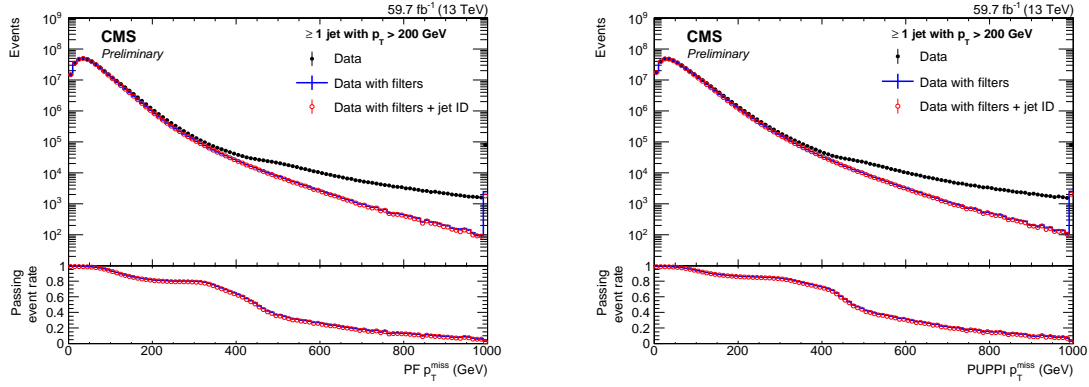 59.7 fb⁻¹ (13 TeV)
Events
10⁹
10⁸
10⁷
10⁶
10⁵
10⁴
10³
10²
10
CMS
Preliminary
≥ 1 jet with p_T > 200 GeV
Data
Data with filters
Data with filters + jet ID
Passing
event rate
1
0.8
0.6
0.4
0.2
0
0 200 400 600 800 1000
PF p_T^miss (GeV)
59.7 fb⁻¹ (13 TeV)
Events
10⁹
10⁸
10⁷
10⁶
10⁵
10⁴
10³
10²
10
CMS
Preliminary
≥ 1 jet with p_T > 200 GeV
Data
Data with filters
Data with filters + jet ID
Passing
event rate
1
0.8
0.6
0.4
0.2
0
0 200 400 600 800 1000
PUPPI p_T^miss (GeV)